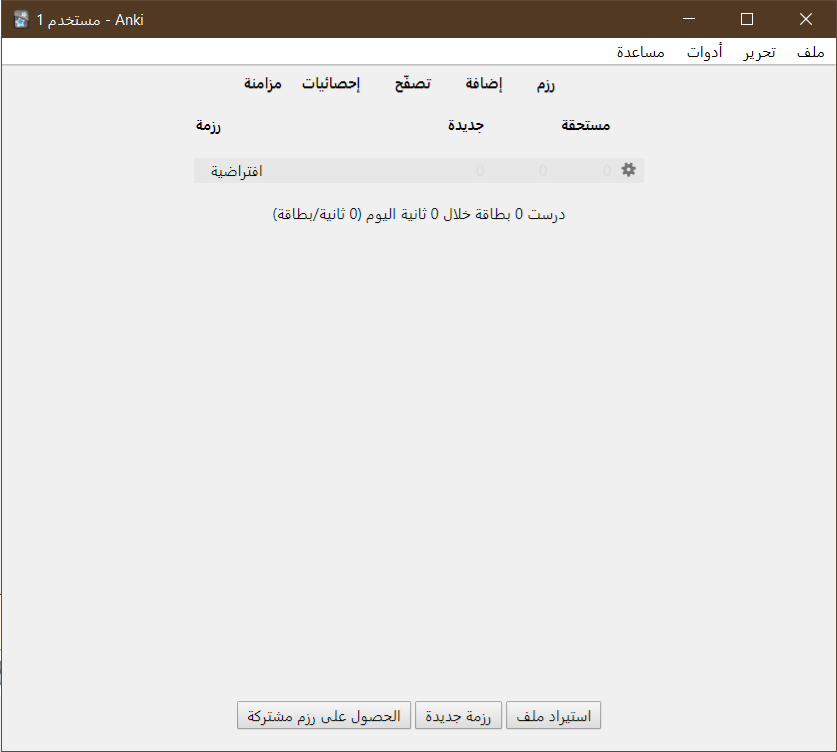 مستخدم 1 - Anki
ملف تحرير أدوات مساعدة
رزم إضافة تصفّح إحصائيات مزامنة
رزمة جديدة مستحقة
افتراضية 0 0 0
درست 0 بطاقة خلال 0 ثانية اليوم (0 ثانية/بطاقة)
استيراد ملف رزمة جديدة الحصول على رزم مشتركة